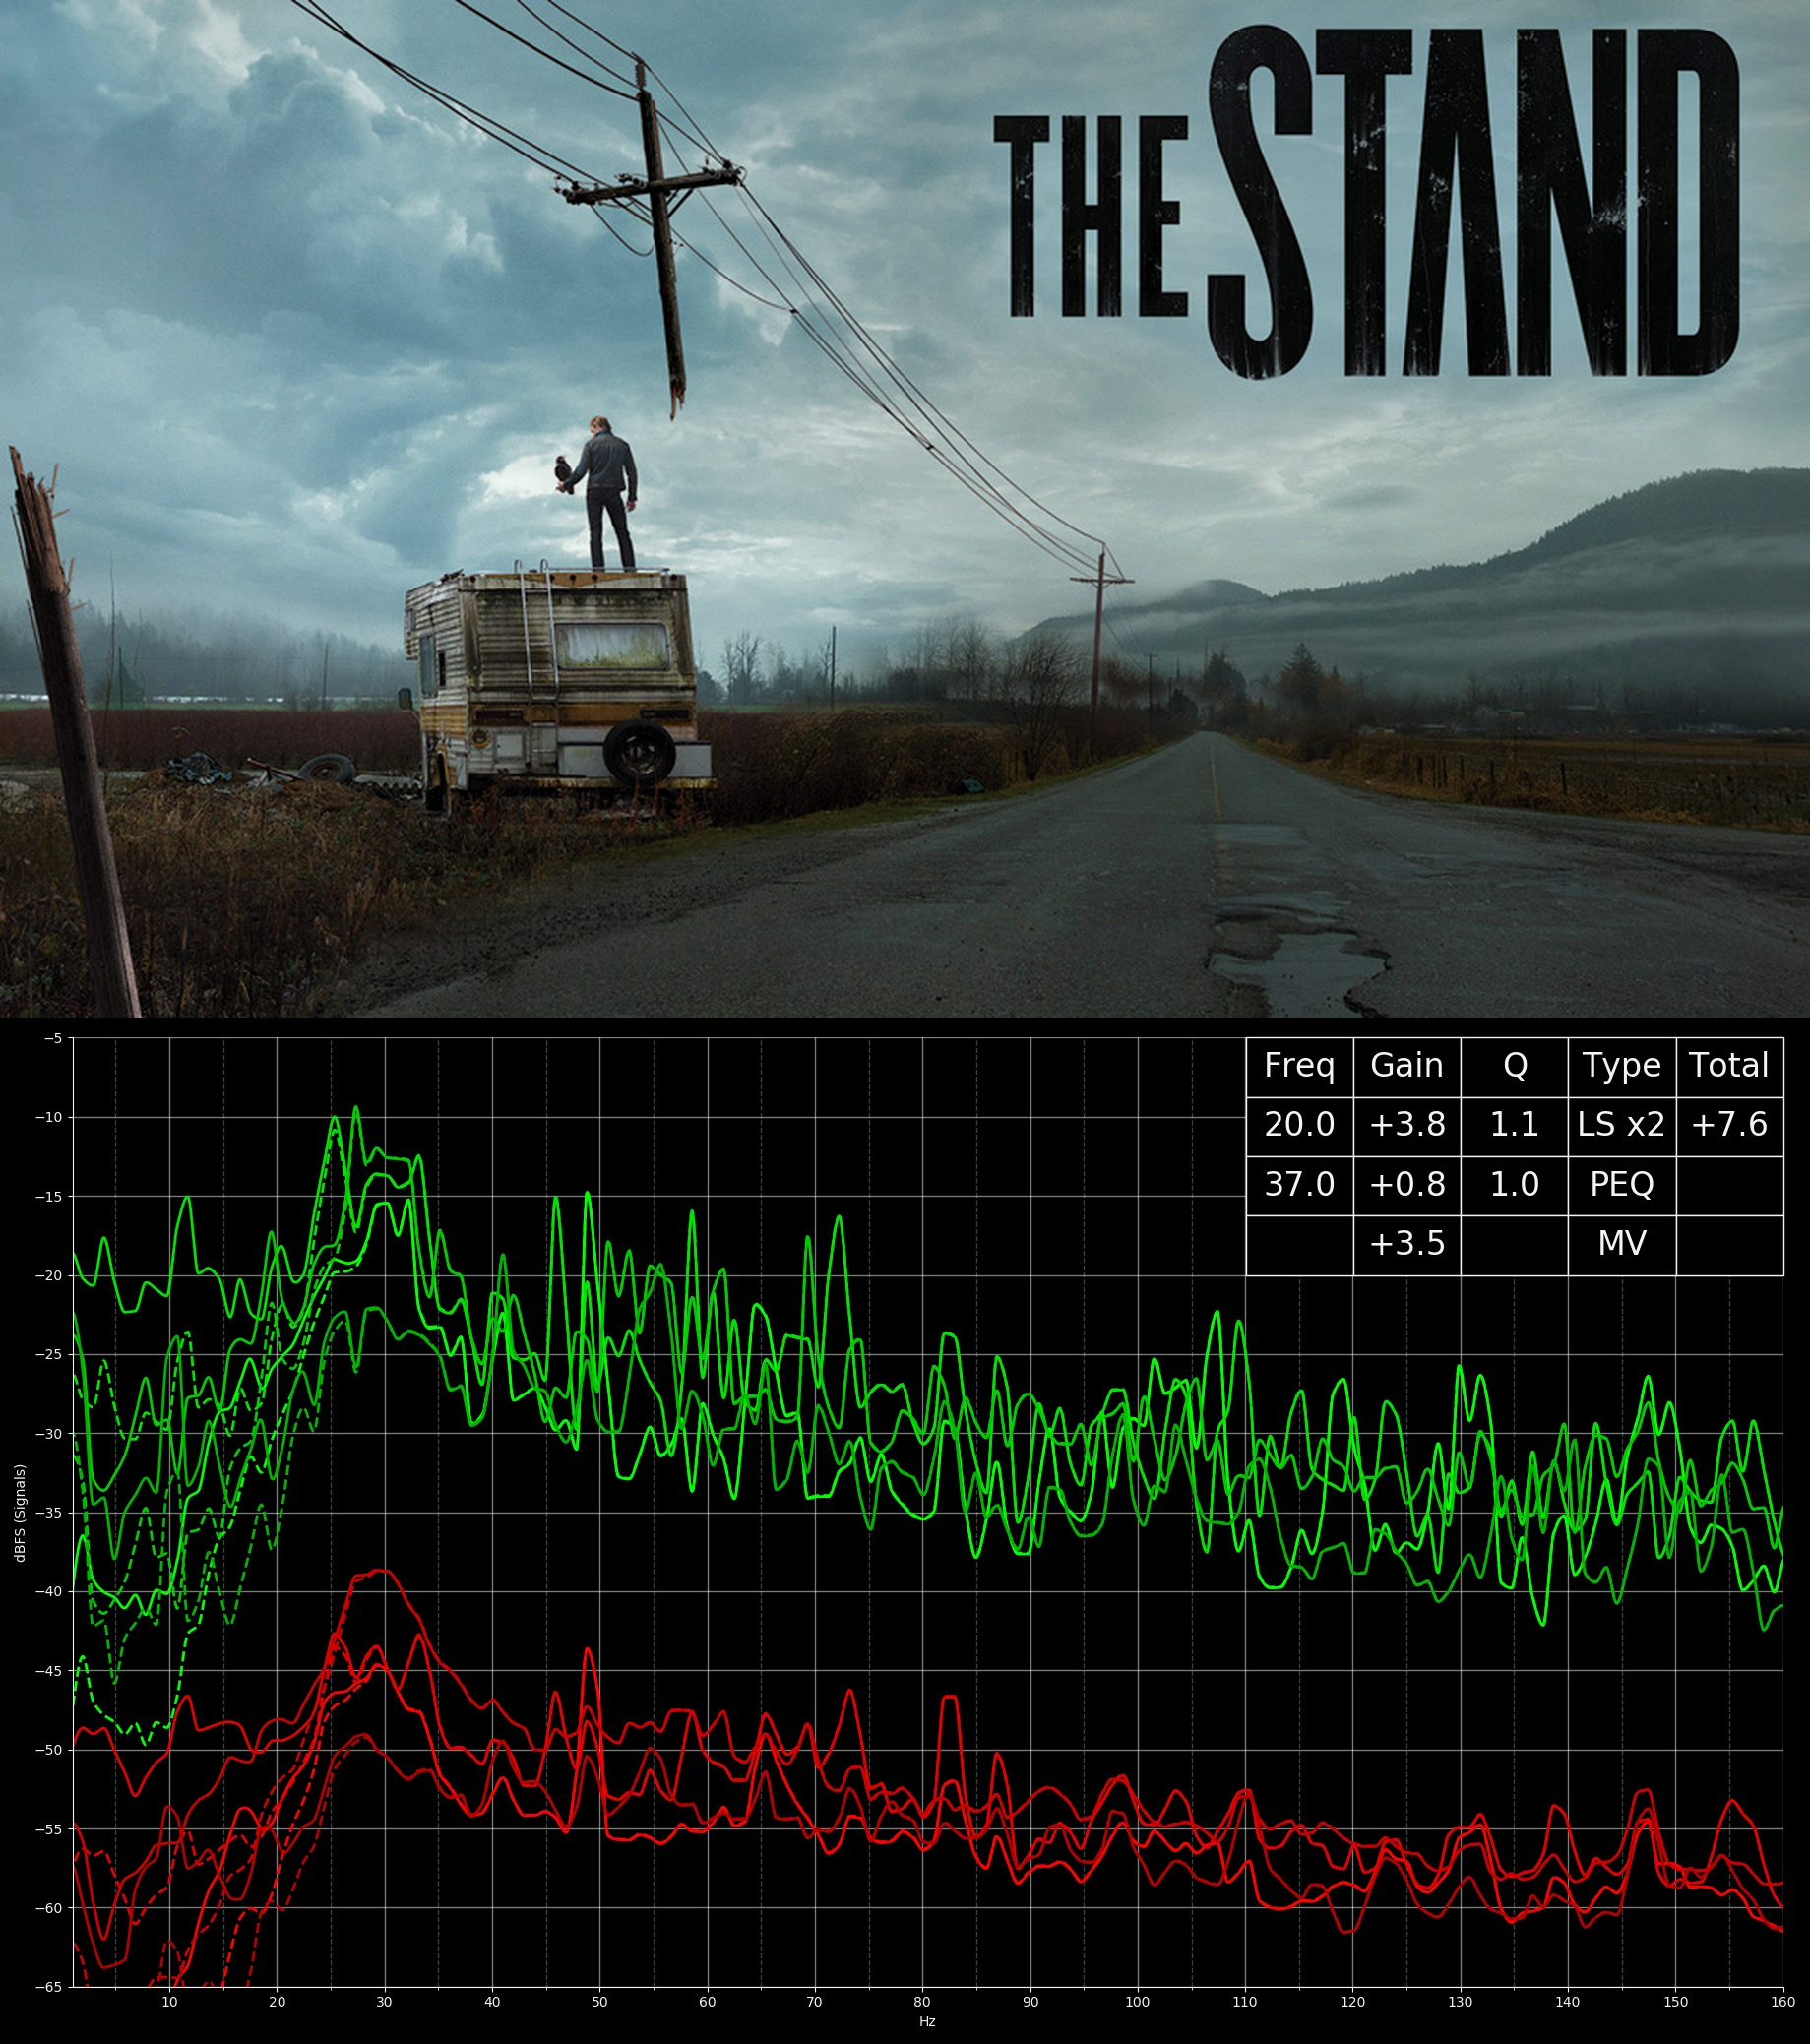 THE STAND
Freq Gain Q Type Total
20.0 +3.8 1.1 LS x2 +7.6
37.0 +0.8 1.0 PEQ
+3.5 MV
−5
−10
−15
−20
−25
−30
−35
−40
−45
−50
−55
−60
−65
dBFS (Signals)
10 20 30 40 50 60 70 80 90 100 110 120 130 140 150 160
Hz